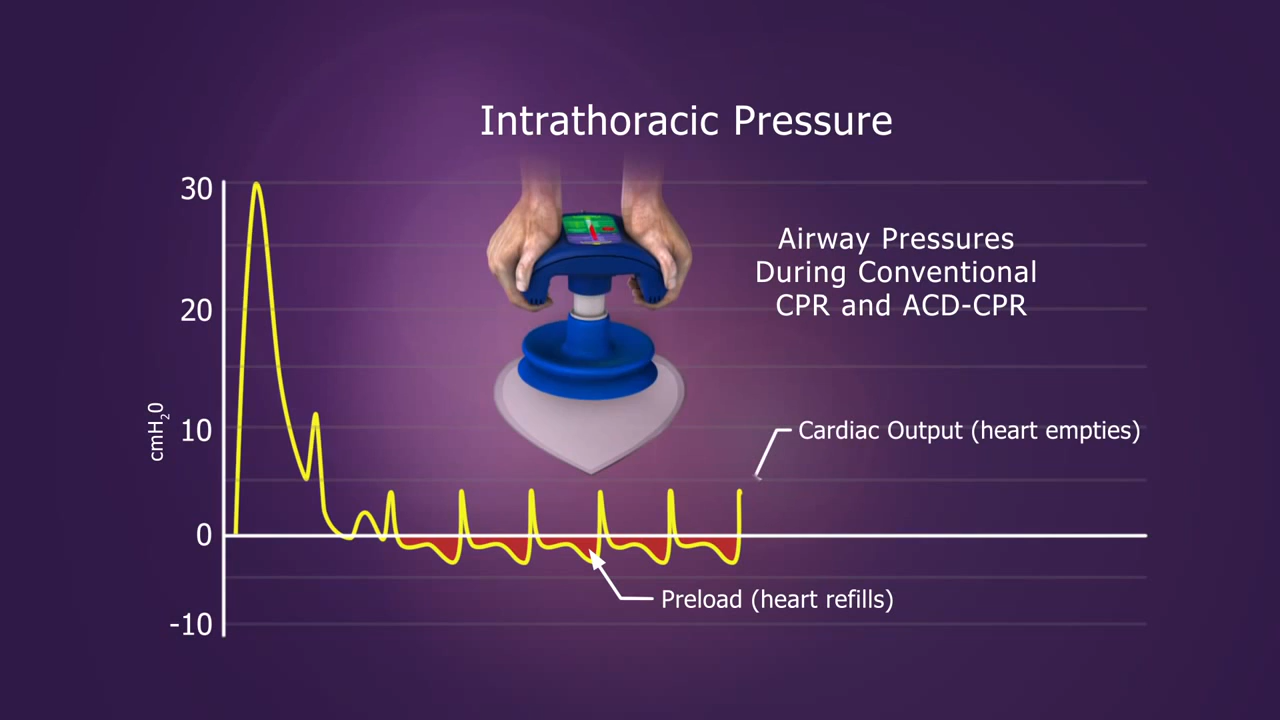 Intrathoracic Pressure
30
20
10
0
-10
cmH₂0
Airway Pressures
During Conventional
CPR and ACD-CPR
Cardiac Output (heart empties)
Preload (heart refills)